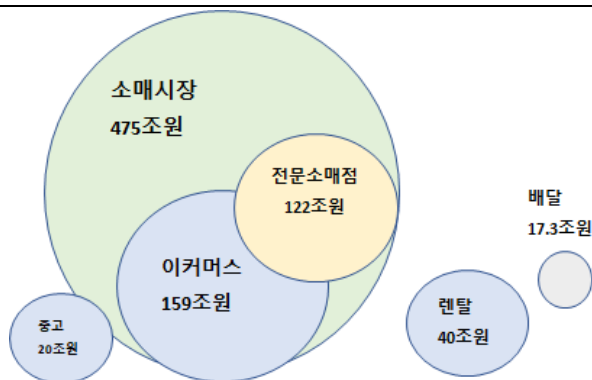 소매시장
475조원
전문소매점
122조원
배달
17.3조원
이커머스
159조원
렌탈
40조원
중고
20조원